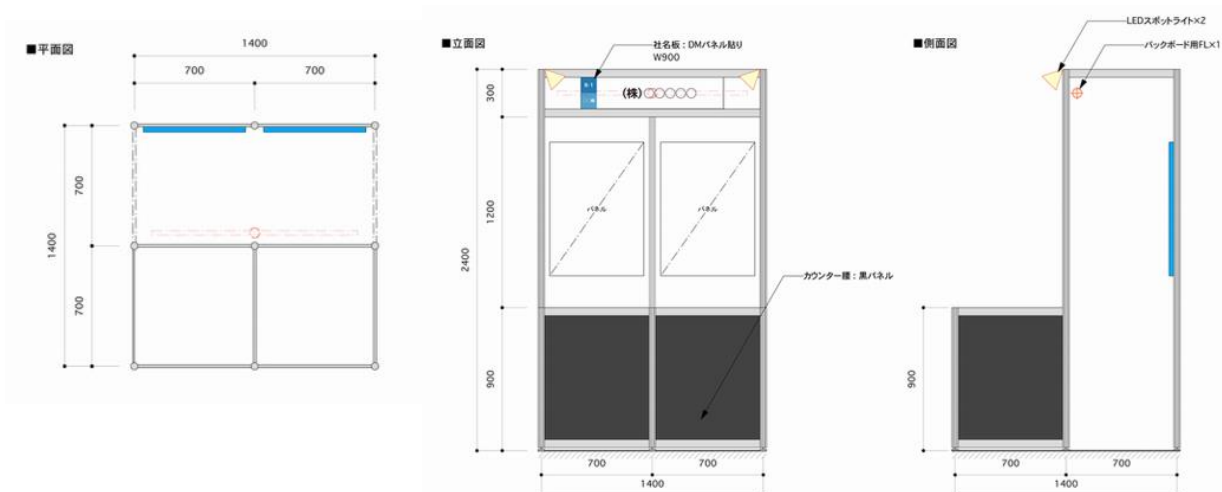 ■平面図
1400
700
700
1400
700
700
■立面図
社名板：DMパネル貼り
W900
(株)○○○○○
300
1200
2400
900
パネル
パネル
カウンター腰：黒パネル
700
700
1400
■側面図
LEDスポットライト×2
バックボード用FL×1
900
700
700
1400